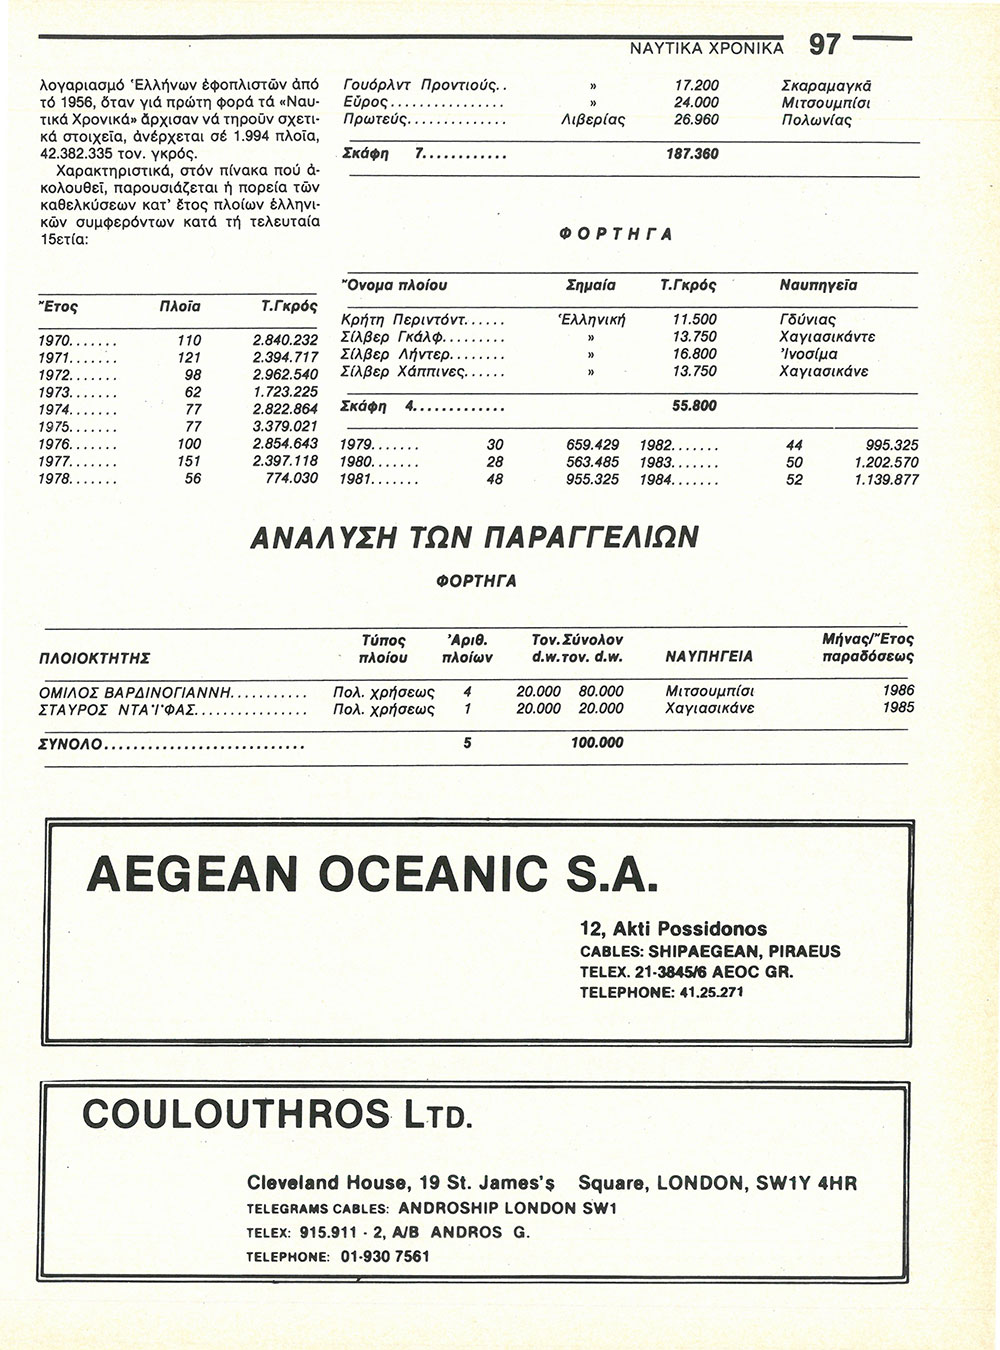 ΝΑΥΤΙΚΑ ΧΡΟΝΙΚΑ 97
λογαριασμό Ἑλλήνων ἐφοπλιστῶν ἀπό
τό 1956, ὅταν γιά πρώτη φορά τά «Ναυ-
τικά Χρονικά» ἄρχισαν νά τηροῦν σχετι-
κά στοιχεῖα, ἀνέρχεται σέ 1.994 πλοῖα,
42.382.335 τον. γκρός.
Χαρακτηριστικά, στόν πίνακα πού ἀ-
κολουθεῖ, παρουσιάζεται ἡ πορεία τῶν
καθελκύσεων κατ' ἔτος πλοίων ἑλληνι-
κῶν συμφερόντων κατά τή τελευταία
15ετία:
Ἔτος Πλοῖα Τ.Γκρός
1970....... 110 2.840.232
1971....... 121 2.394.717
1972....... 98 2.962.540
1973....... 62 1.723.225
1974....... 77 2.822.864
1975....... 77 3.379.021
1976....... 100 2.854.643
1977....... 151 2.397.118
1978....... 56 774.030
Γουόρλντ Προντιούς.. » 17.200 Σκαραμαγκᾶ
Εὖρος................ » 24.000 Μιτσουμπίσι
Πρωτεύς.............. Λιβερίας 26.960 Πολωνίας
Σκάφη 7............ 187.360
ΦΟΡΤΗΓΑ
Ὄνομα πλοίου Σημαία Τ.Γκρός Ναυπηγεῖα
Κρήτη Περιντόντ...... Ἑλληνική 11.500 Γδύνιας
Σίλβερ Γκάλφ......... » 13.750 Χαγιασικάντε
Σίλβερ Λήντερ........ » 16.800 Ἰνοσίμα
Σίλβερ Χάππινες...... » 13.750 Χαγιασικάνε
Σκάφη 4............. 55.800
1979....... 30 659.429 1982....... 44 995.325
1980....... 28 563.485 1983....... 50 1.202.570
1981....... 48 955.325 1984....... 52 1.139.877
ΑΝΑΛΥΣΗ ΤΩΝ ΠΑΡΑΓΓΕΛΙΩΝ
ΦΟΡΤΗΓΑ
Τύπος Ἀριθ. Τον. Σύνολον Μήνας/Ἔτος
ΠΛΟΙΟΚΤΗΤΗΣ πλοίου πλοίων d.w. τον. d.w. ΝΑΥΠΗΓΕΙΑ παραδόσεως
ΟΜΙΛΟΣ ΒΑΡΔΙΝΟΓΙΑΝΝΗ........... Πολ. χρήσεως 4 20.000 80.000 Μιτσουμπίσι 1986
ΣΤΑΥΡΟΣ ΝΤΑΪΦΑΣ................ Πολ. χρήσεως 1 20.000 20.000 Χαγιασικάνε 1985
ΣΥΝΟΛΟ............................ 5 100.000
AEGEAN OCEANIC S.A.
12, Akti Possidonos
CABLES: SHIPAEGEAN, PIRAEUS
TELEX. 21-3845/6 AEOC GR.
TELEPHONE: 41.25.271
COULOUTHROS LTD.
Cleveland House, 19 St. James's Square, LONDON, SW1Y 4HR
TELEGRAMS CABLES: ANDROSHIP LONDON SW1
TELEX: 915.911 - 2, A/B ANDROS G.
TELEPHONE: 01-930 7561